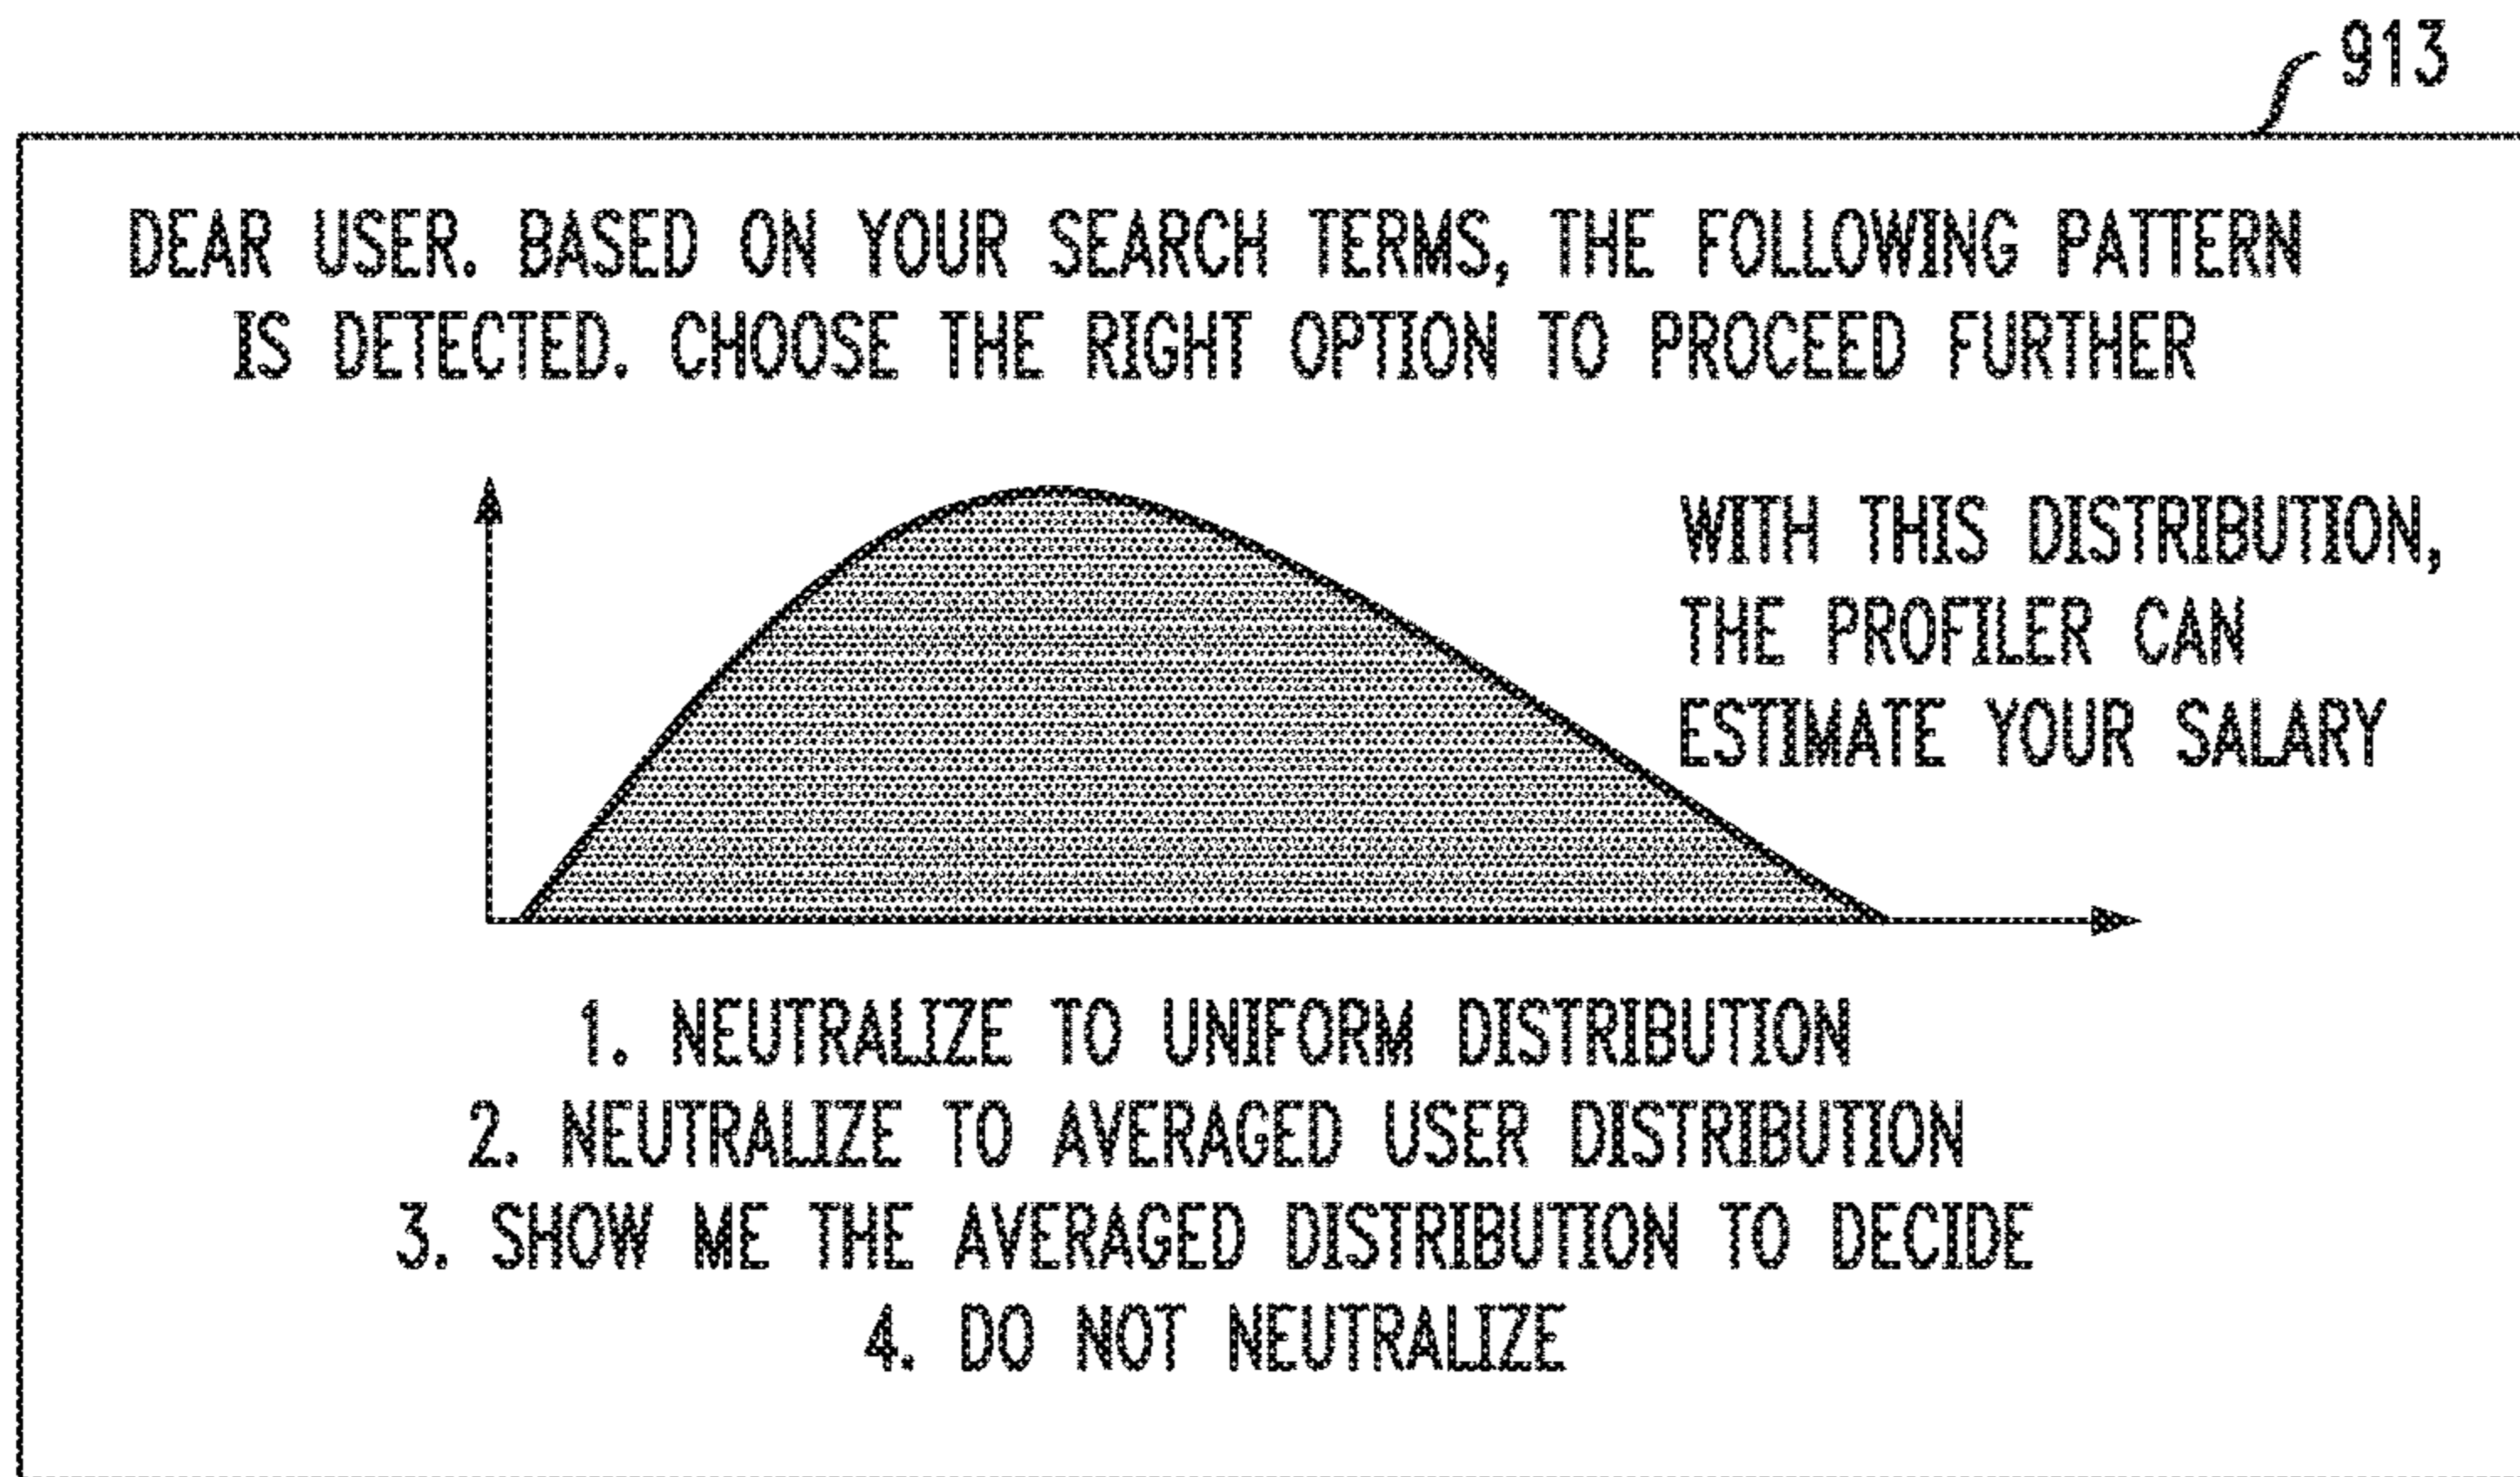 913
DEAR USER. BASED ON YOUR SEARCH TERMS, THE FOLLOWING PATTERN
IS DETECTED. CHOOSE THE RIGHT OPTION TO PROCEED FURTHER
WITH THIS DISTRIBUTION,
THE PROFILER CAN
ESTIMATE YOUR SALARY
1. NEUTRALIZE TO UNIFORM DISTRIBUTION
2. NEUTRALIZE TO AVERAGED USER DISTRIBUTION
3. SHOW ME THE AVERAGED DISTRIBUTION TO DECIDE
4. DO NOT NEUTRALIZE